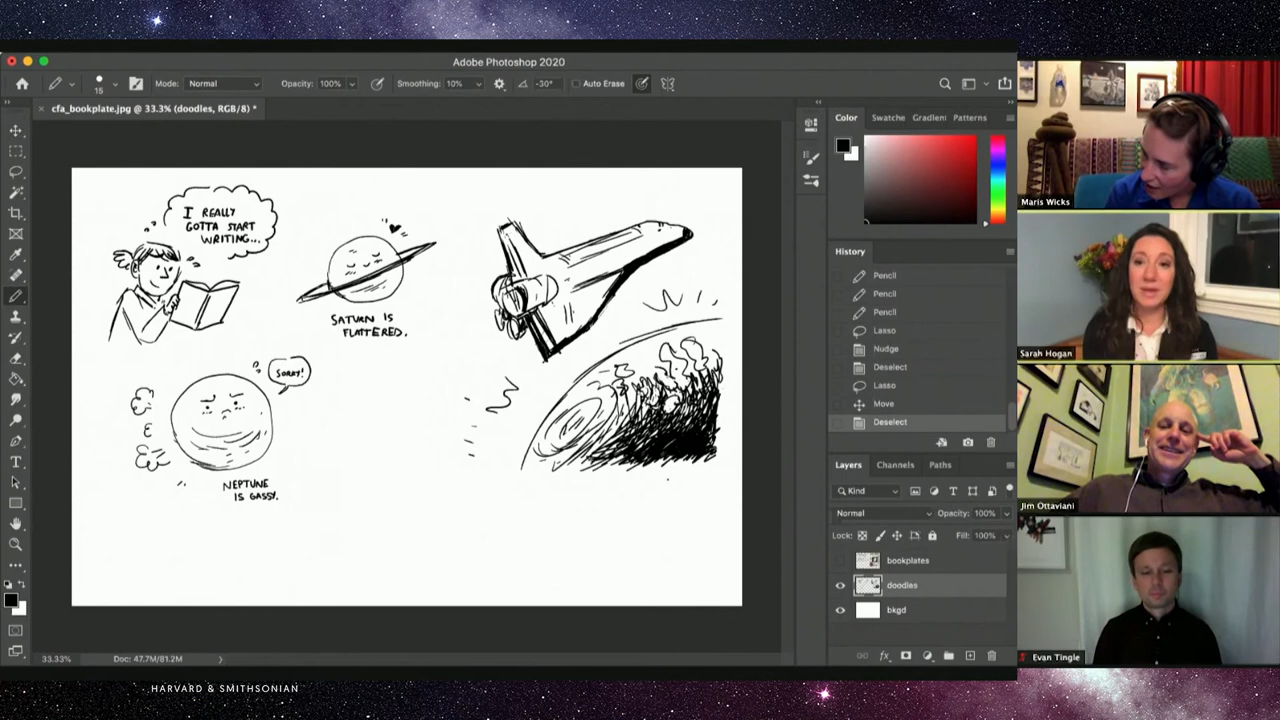 Adobe Photoshop 2020
15
Mode: Normal
Opacity: 100%
Smoothing: 10%
-30°
Auto Erase
× cfa_bookplate.jpg @ 33.3% (doodles, RGB/8) *
I REALLY
GOTTA START
WRITING...
SATURN IS
FLATTERED.
SORRY!
NEPTUNE
IS GASSY.
33.33%
Doc: 47.7M/81.2M
Color
Swatche
Gradien
Patterns
History
Pencil
Pencil
Pencil
Lasso
Nudge
Deselect
Lasso
Move
Deselect
Layers
Channels
Paths
Kind
Normal
Opacity: 100%
Lock:
Fill: 100%
bookplates
doodles
bkgd
fx
Maris Wicks
Sarah Hogan
Jim Ottaviani
Evan Tingle
HARVARD & SMITHSONIAN